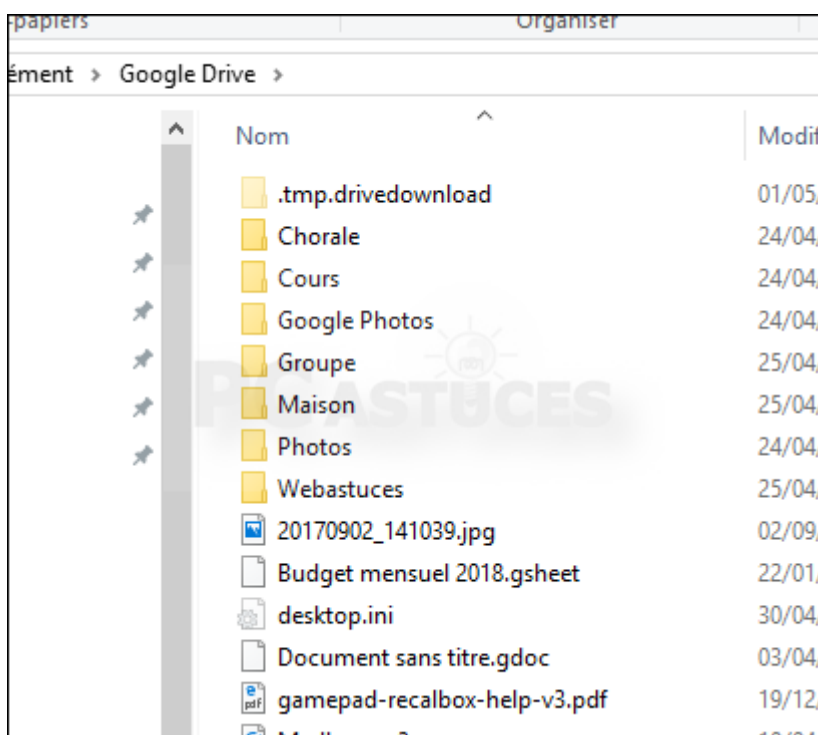 -papiers Organiser
ément > Google Drive >
Nom Modif
.tmp.drivedownload 01/05/
Chorale 24/04/
Cours 24/04/
Google Photos 24/04/
Groupe 25/04/
PC ASTUCES
Maison 25/04/
Photos 24/04/
Webastuces 25/04/
20170902_141039.jpg 02/09/
Budget mensuel 2018.gsheet 22/01/
desktop.ini 30/04/
Document sans titre.gdoc 03/04/
gamepad-recalbox-help-v3.pdf 19/12/